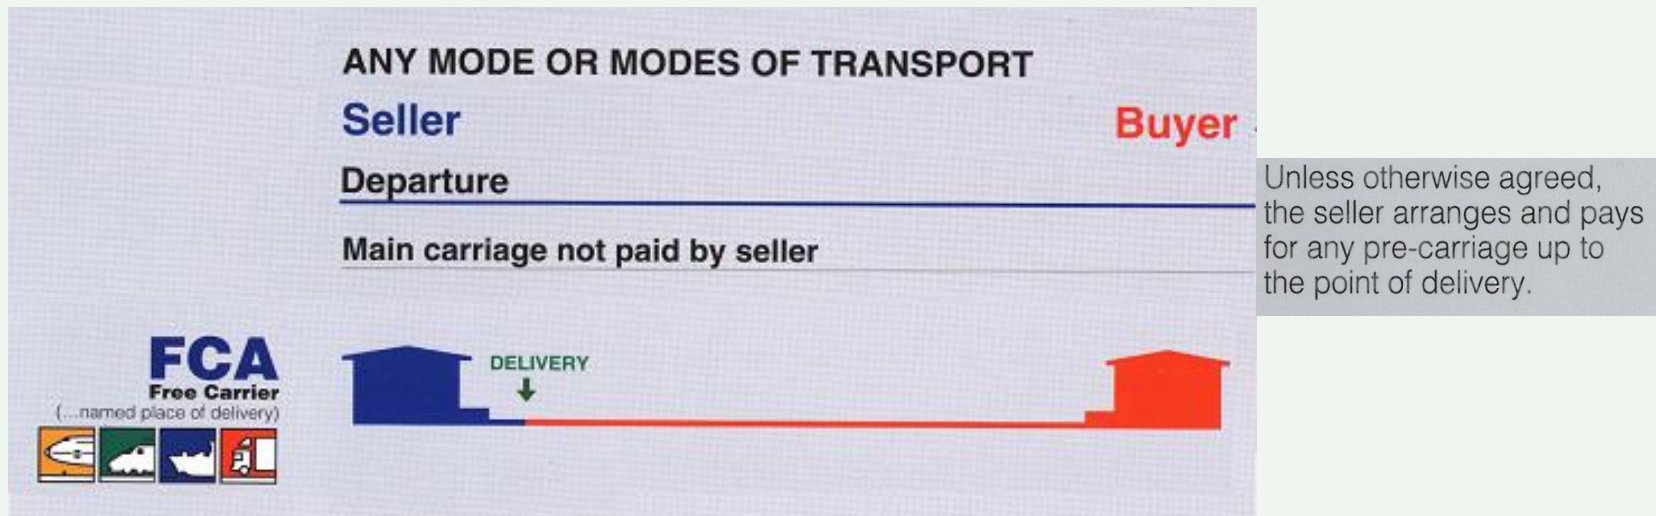 ANY MODE OR MODES OF TRANSPORT
Seller
Buyer
Departure
Main carriage not paid by seller
Unless otherwise agreed,
the seller arranges and pays
for any pre-carriage up to
the point of delivery.
FCA
Free Carrier
(...named place of delivery)
DELIVERY